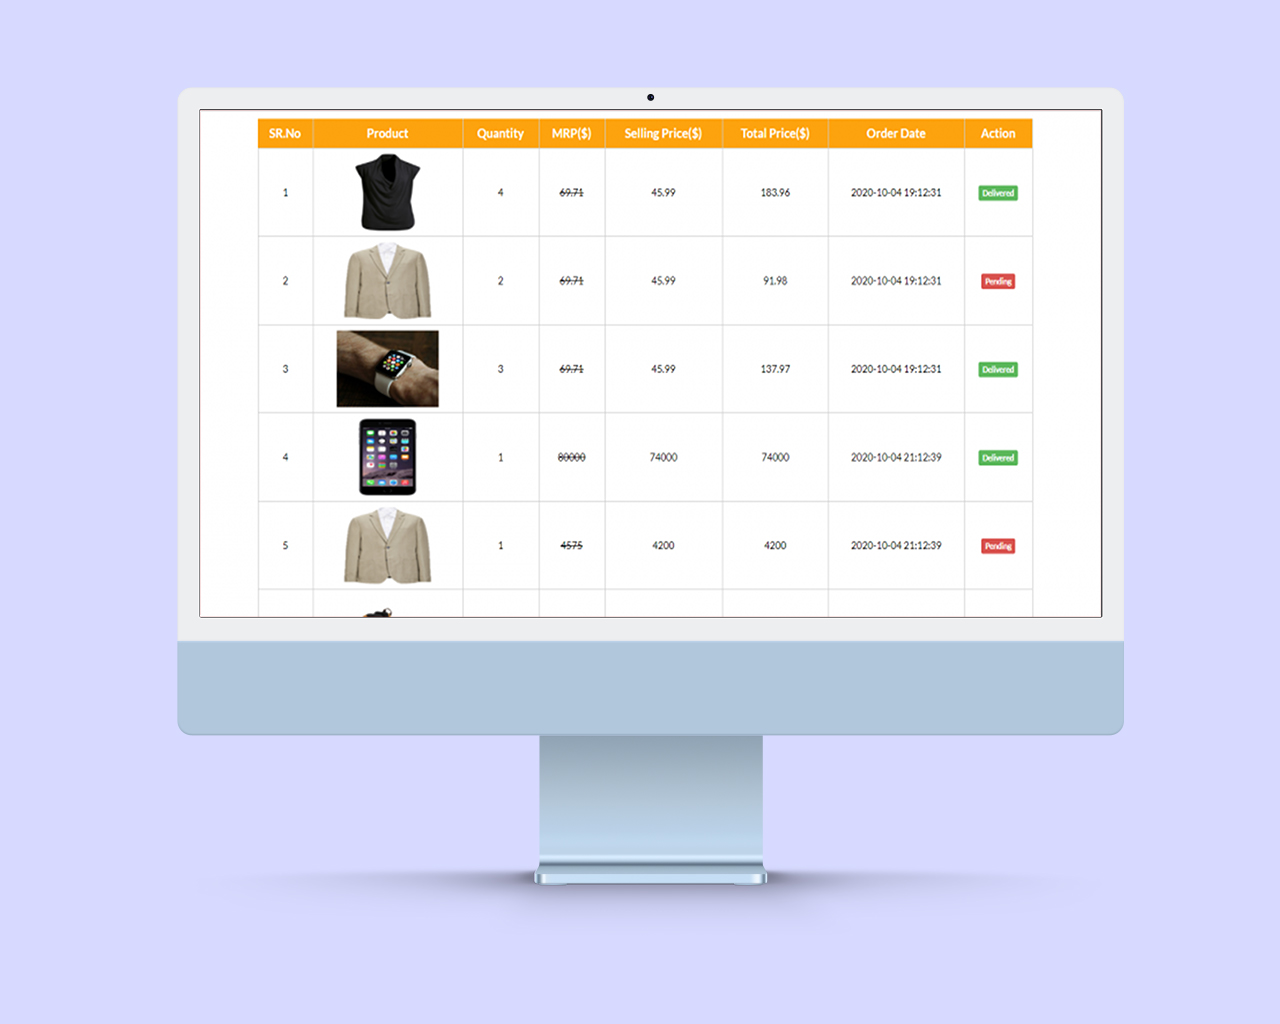 SR.No Product Quantity MRP($) Selling Price($) Total Price($) Order Date Action
1 4 69.71 45.99 183.96 2020-10-04 19:12:31 Delivered
2 2 69.71 45.99 91.98 2020-10-04 19:12:31 Pending
3 3 69.71 45.99 137.97 2020-10-04 19:12:31 Delivered
4 1 80000 74000 74000 2020-10-04 21:12:39 Delivered
5 1 4575 4200 4200 2020-10-04 21:12:39 Pending